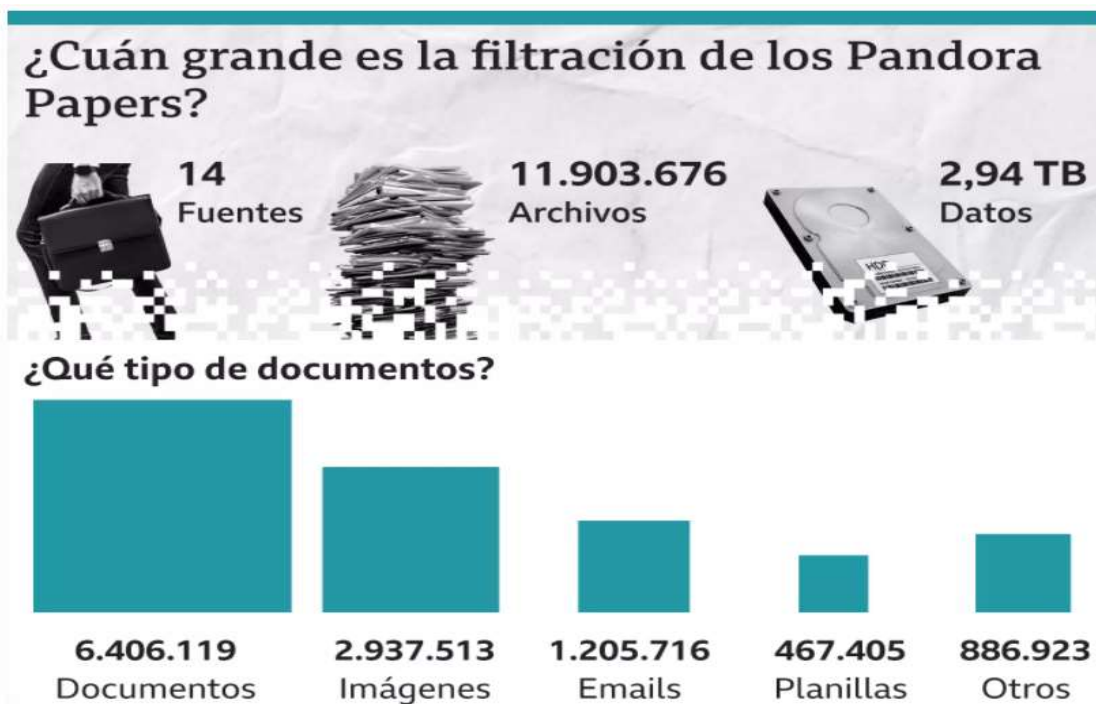 ¿Cuán grande es la filtración de los Pandora
Papers?
14
Fuentes
11.903.676
Archivos
2,94 TB
Datos
HDF
¿Qué tipo de documentos?
6.406.119
Documentos
2.937.513
Imágenes
1.205.716
Emails
467.405
Planillas
886.923
Otros